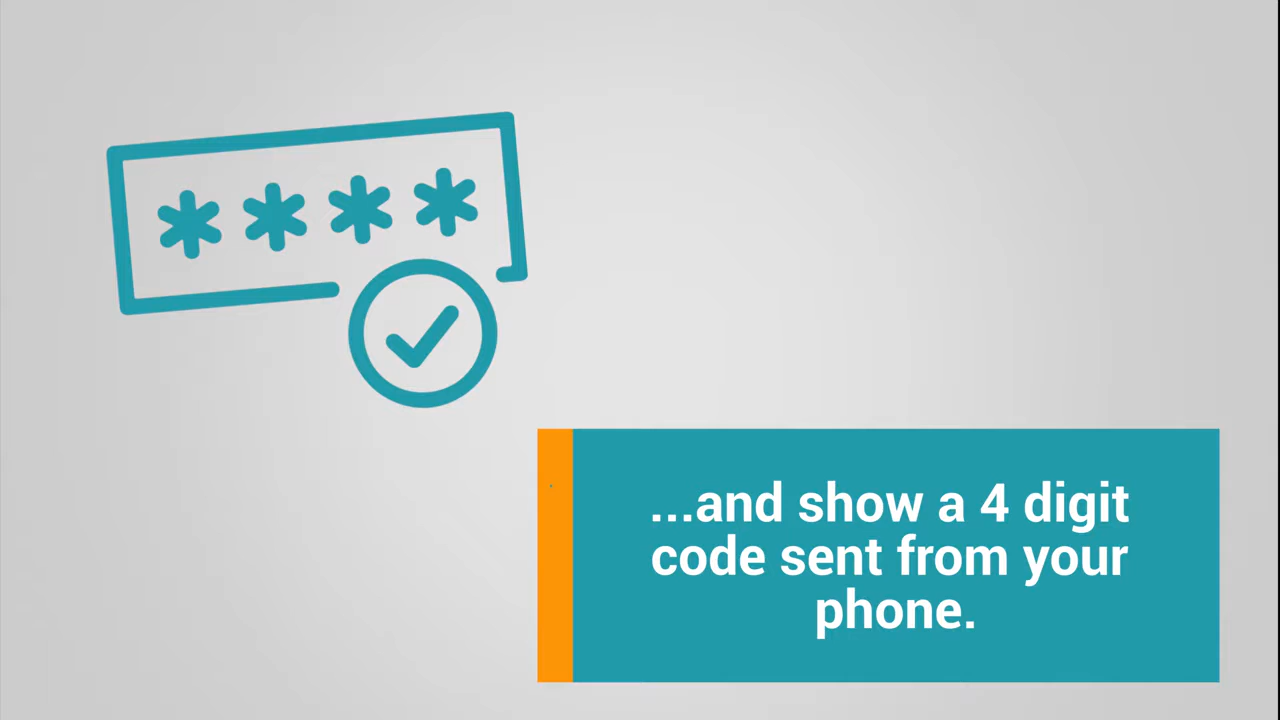 ****
...and show a 4 digit
code sent from your
phone.